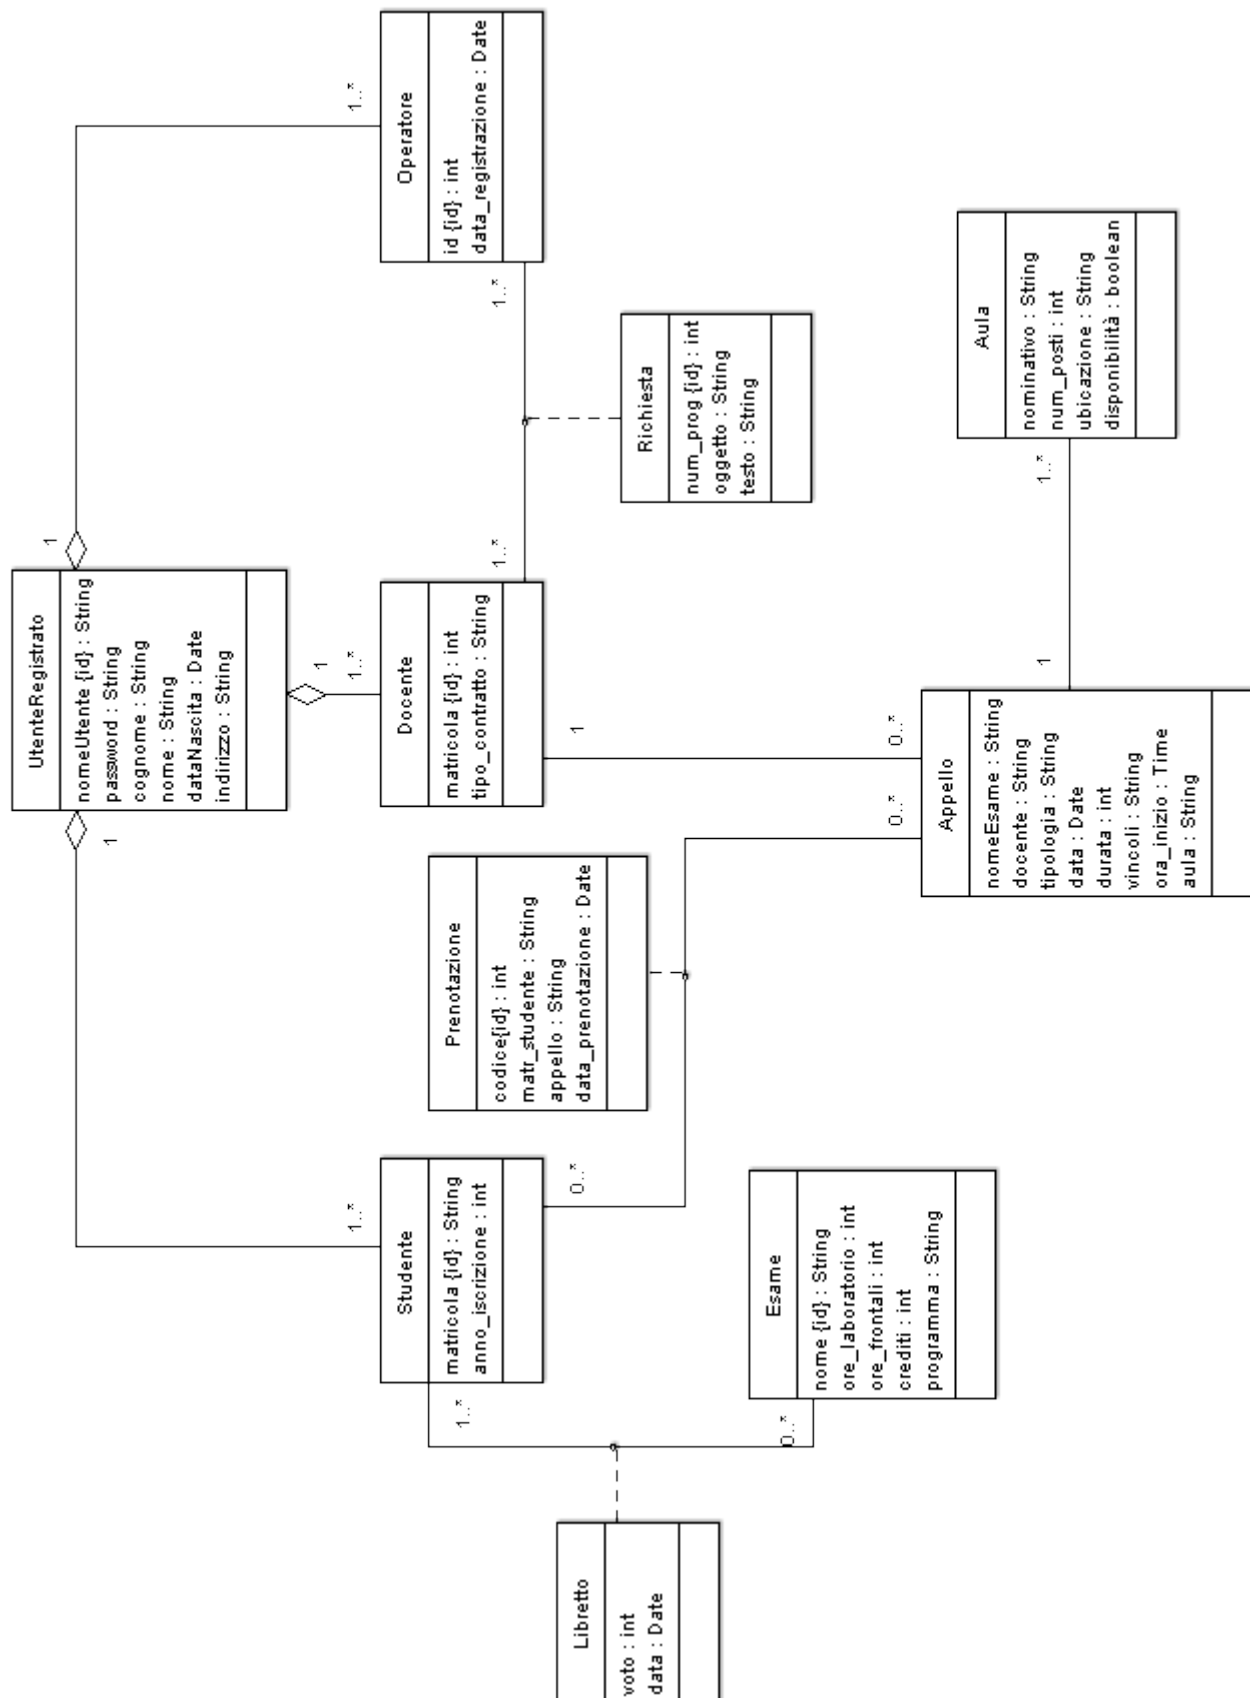 UtenteRegistrato
nomeUtente {id} : String
password : String
cognome : String
nome : String
dataNascita : Date
indirizzo : String
1
1
1
1..*
1..*
1..*
Studente
matricola {id} : String
anno_iscrizione : int
Docente
matricola {id} : int
tipo_contratto : String
Operatore
id {id} : int
data_registrazione : Date
1..*
0..*
1
1..*
1..*
Libretto
voto : int
data : Date
Prenotazione
codice{id} : int
matr_studente : String
appello : String
data_prenotazione : Date
Richiesta
num_prog {id} : int
oggetto : String
testo : String
Esame
nome {id} : String
ore_laboratorio : int
ore_frontali : int
crediti : int
programma : String
0..*
0..*
0..*
Appello
nomeEsame : String
docente : String
tipologia : String
data : Date
durata : int
vincoli : String
ora_inizio : Time
aula : String
1
1..*
Aula
nominativo : String
num_posti : int
ubicazione : String
disponibilità : boolean